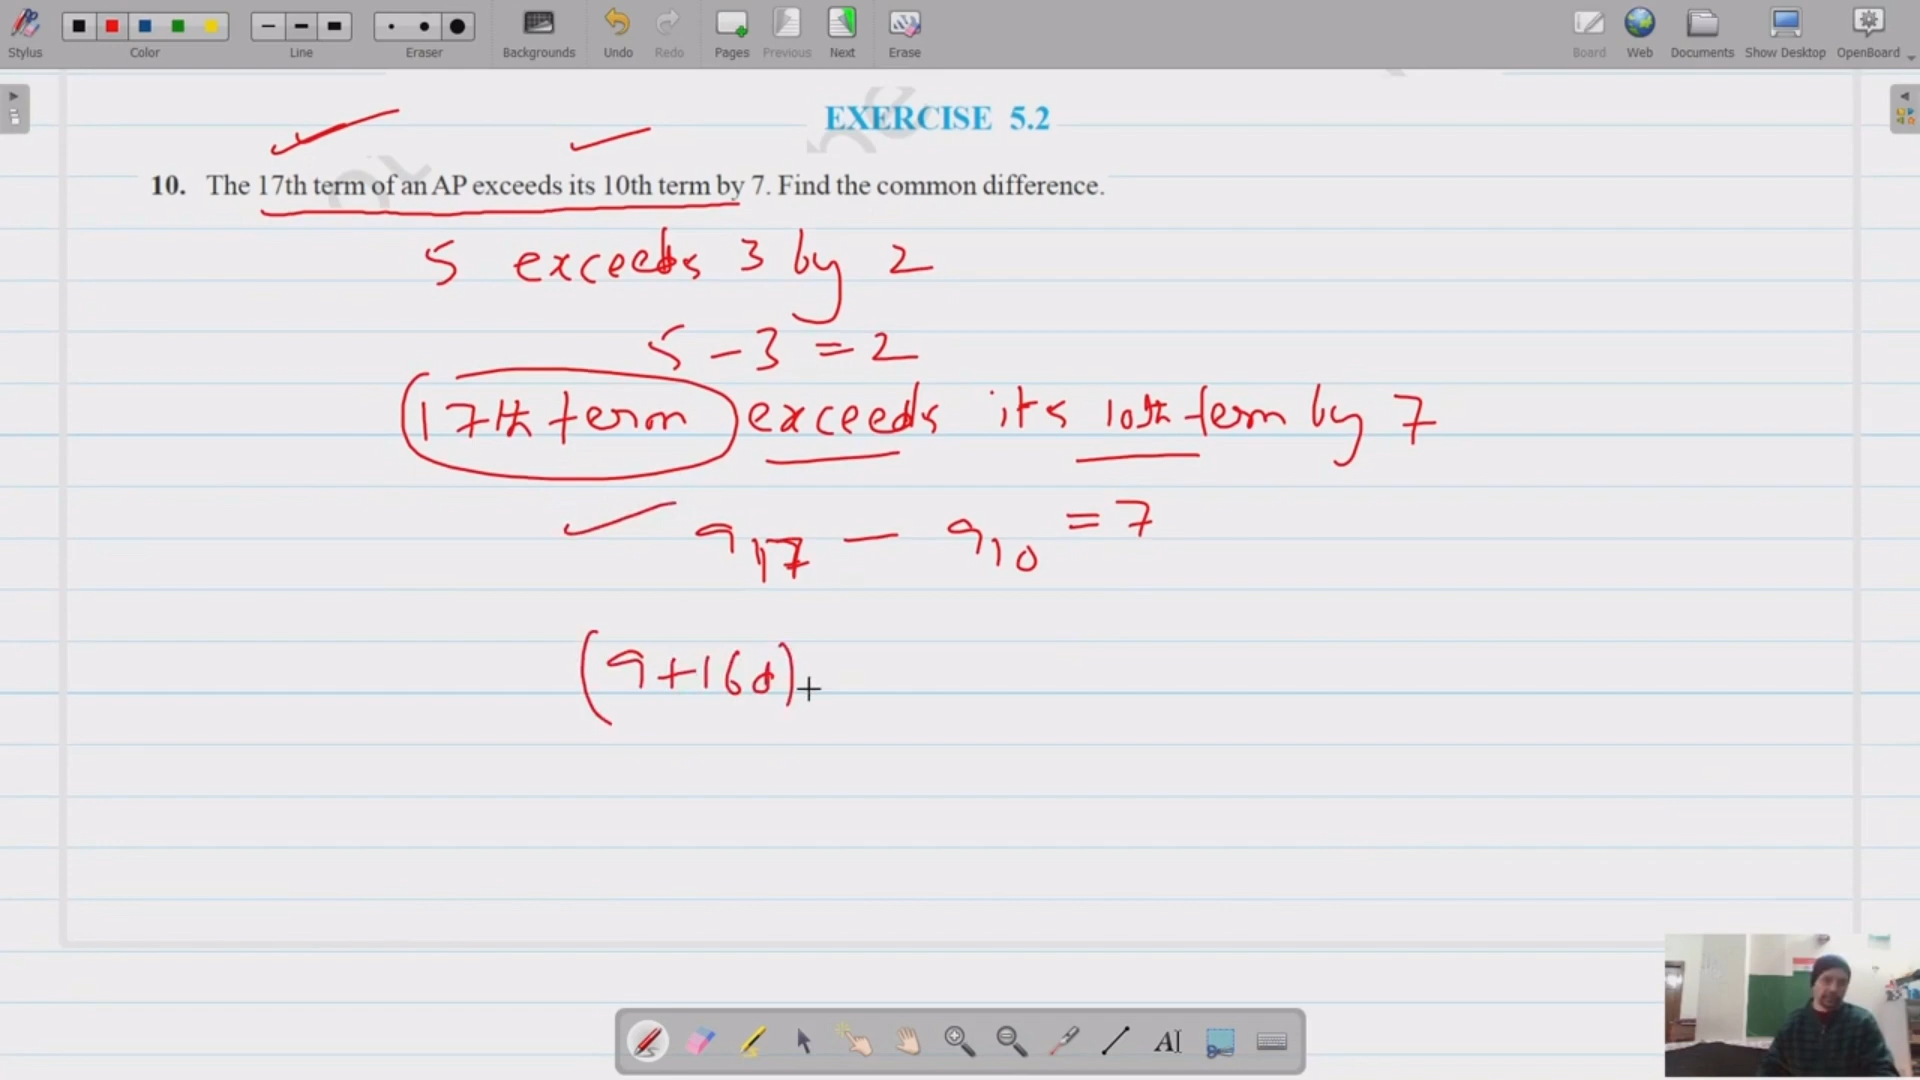 Stylus Color Line Eraser Backgrounds Undo Redo Pages Previous Next Erase Board Web Documents Show Desktop OpenBoard
EXERCISE 5.2
10. The 17th term of an AP exceeds its 10th term by 7. Find the common difference.
5 exceeds 3 by 2
5 - 3 = 2
17th term exceeds its 10th term by 7
a17 - a10 = 7
(a+16d)
AI